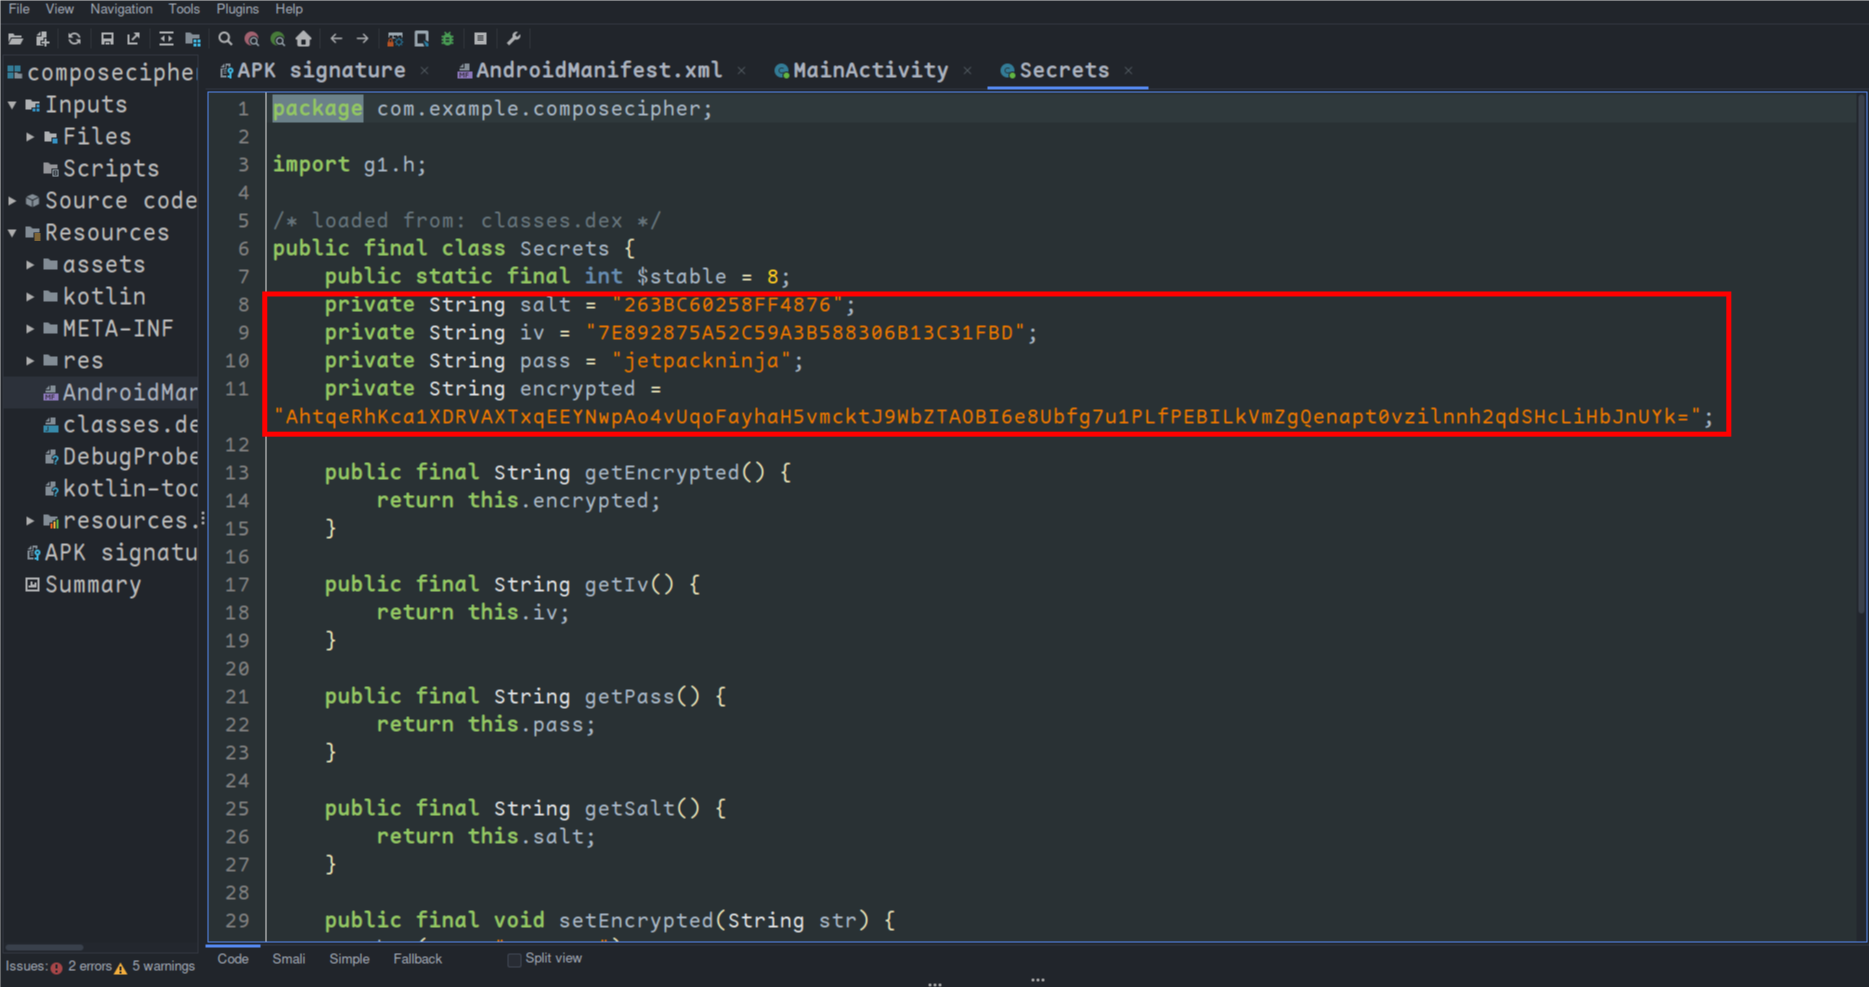 File View Navigation Tools Plugins Help
composecipher
Inputs
Files
Scripts
Source code
Resources
assets
kotlin
META-INF
res
AndroidMan
classes.de
DebugProbe
kotlin-too
resources.
APK signatu
Summary
APK signature × AndroidManifest.xml × MainActivity × Secrets ×
1 package com.example.composecipher;
2
3 import g1.h;
4
5 /* loaded from: classes.dex */
6 public final class Secrets {
7 public static final int $stable = 8;
8 private String salt = "263BC60258FF4876";
9 private String iv = "7E892875A52C59A3B588306B13C31FBD";
10 private String pass = "jetpackninja";
11 private String encrypted =
"AhtqeRhKca1XDRVAXTxqEEYNwpAo4vUqoFayhaH5vmcktJ9WbZTAOBI6e8Ubfg7u1PLfPEBILkVmZgQenapt0vzilnnh2qdSHcLiHbJnUYk=";
12
13 public final String getEncrypted() {
14 return this.encrypted;
15 }
16
17 public final String getIv() {
18 return this.iv;
19 }
20
21 public final String getPass() {
22 return this.pass;
23 }
24
25 public final String getSalt() {
26 return this.salt;
27 }
28
29 public final void setEncrypted(String str) {
Issues: 2 errors 5 warnings
Code Smali Simple Fallback Split view